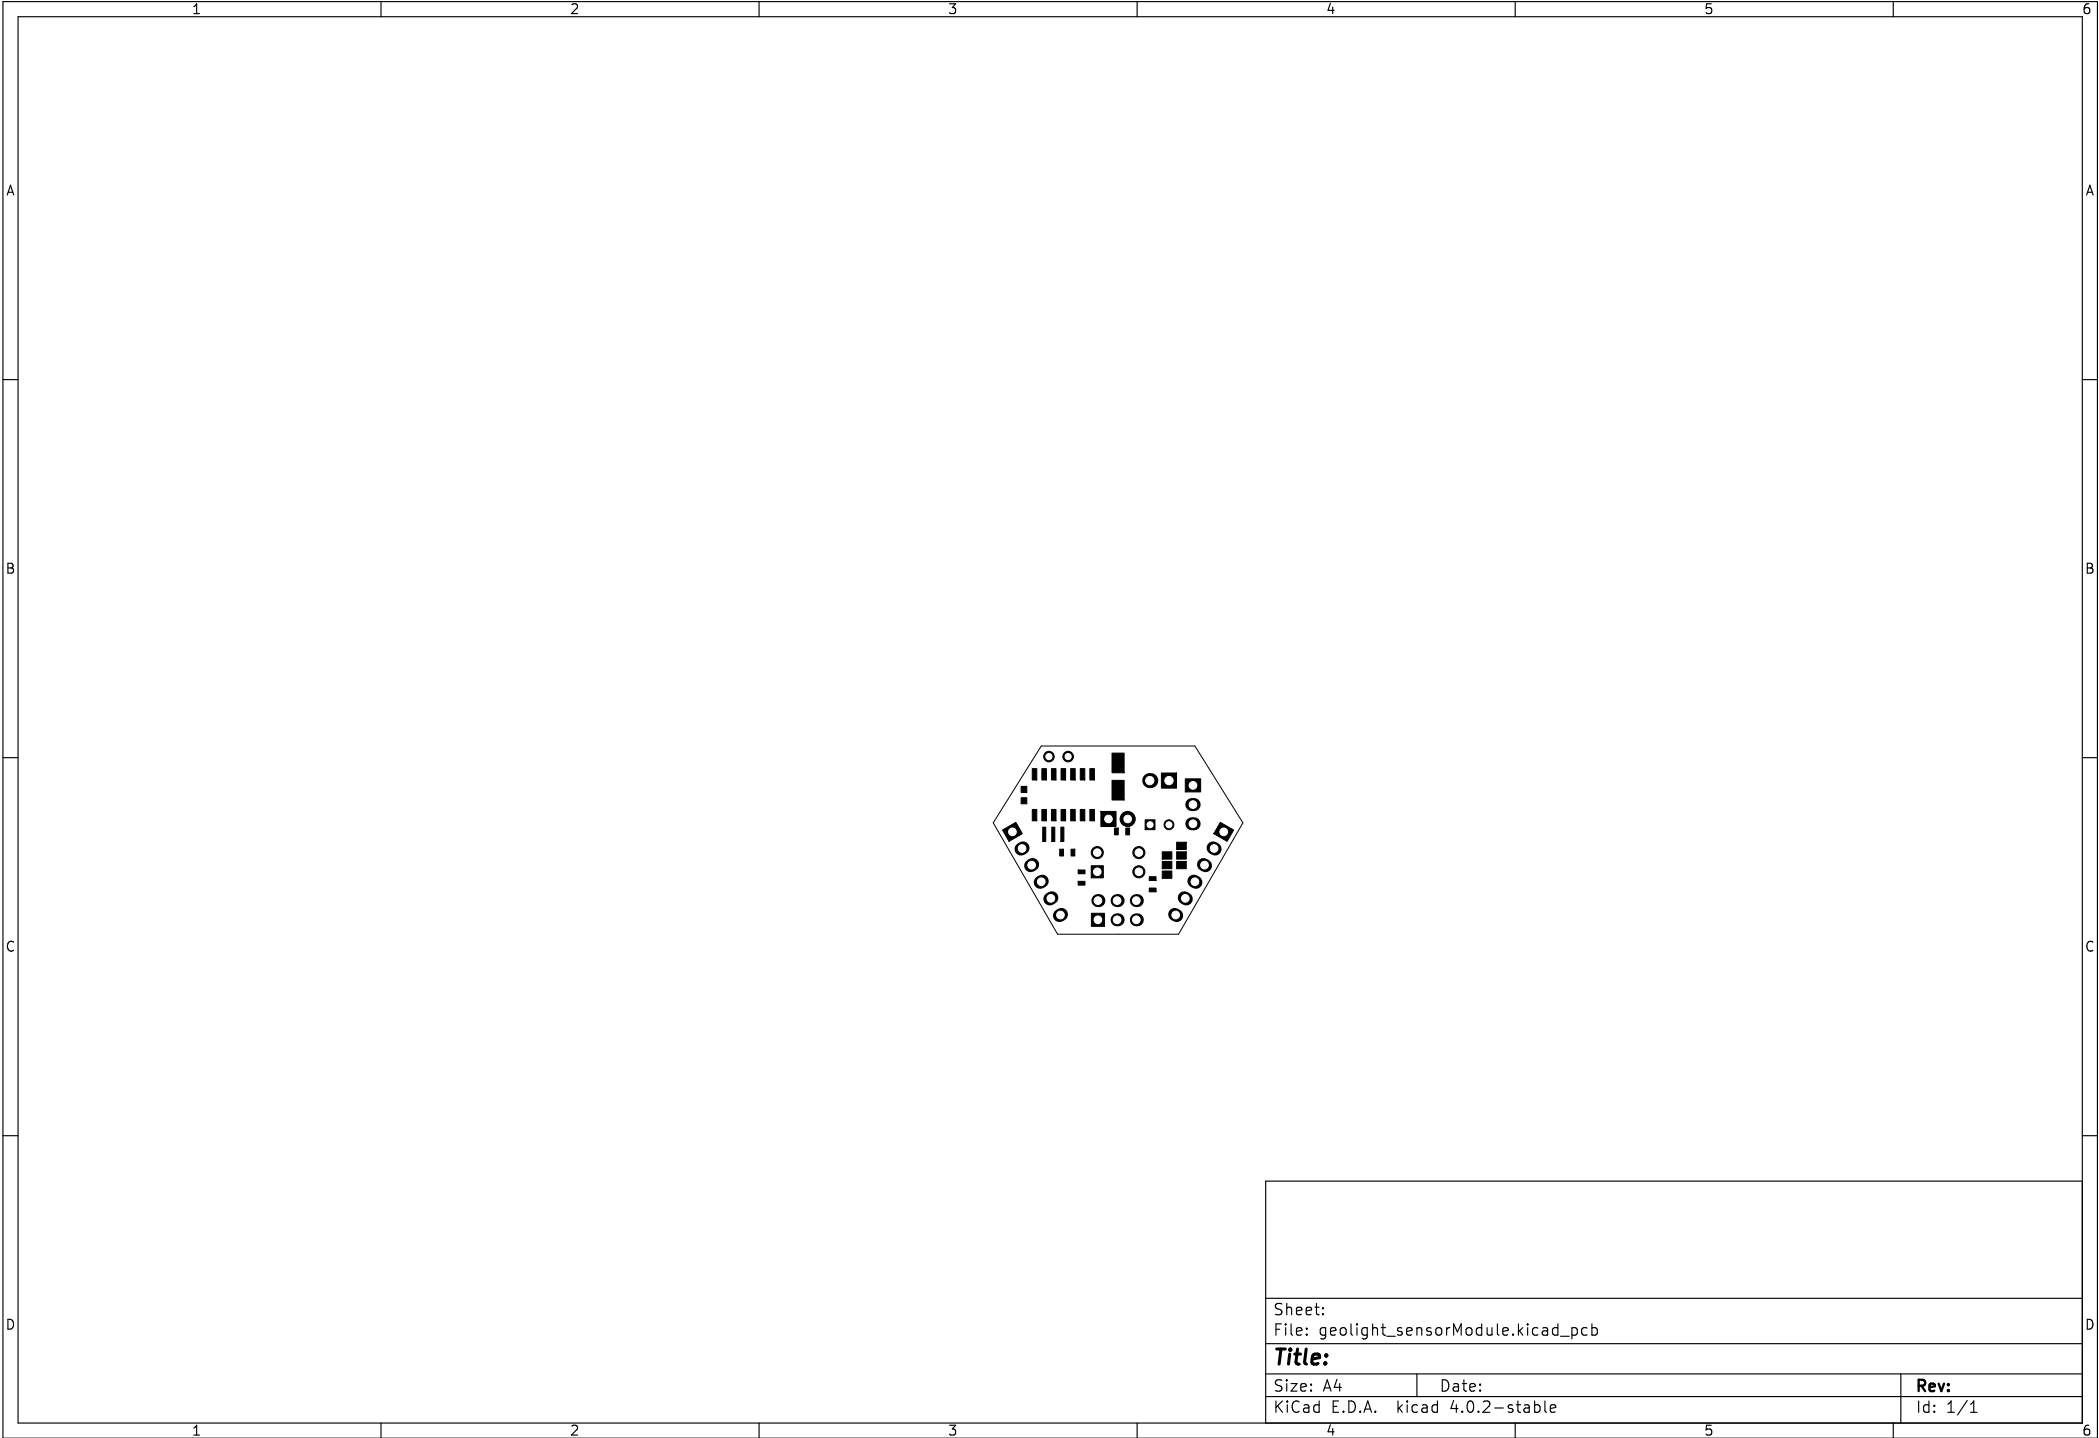 1 2 3 4 5 6
A A
B B
C C
Sheet:
File: geolight_sensorModule.kicad_pcb
D D
Title:
Size: A4 Date: Rev:
KiCad E.D.A. kicad 4.0.2-stable Id: 1/1
1 2 3 4 5 6